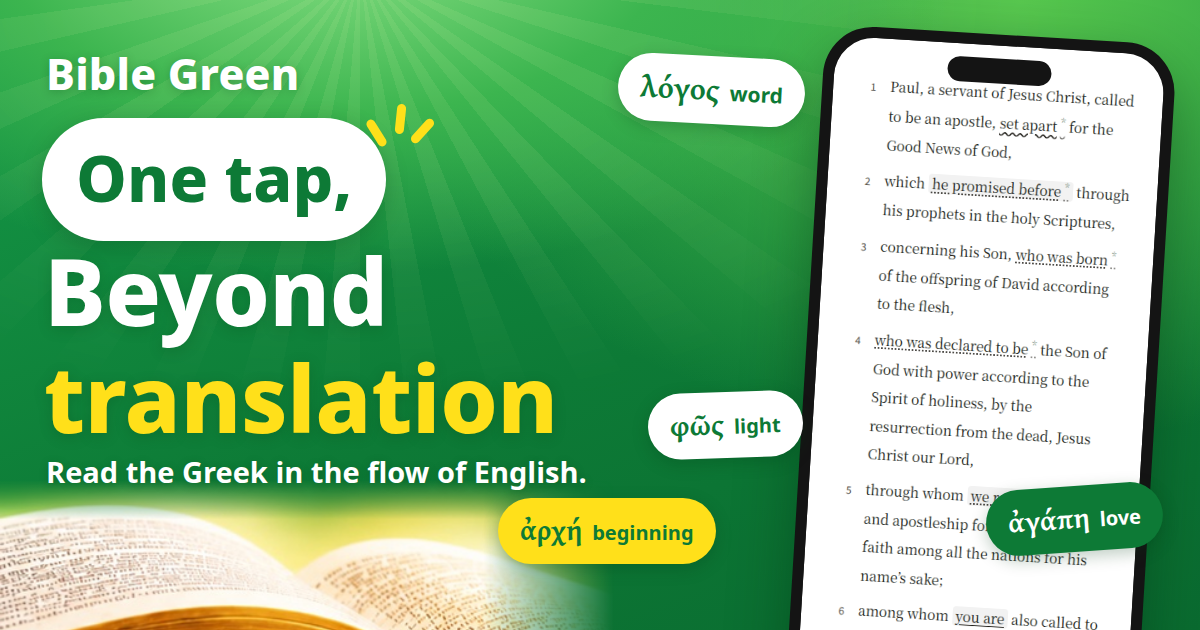 Bible Green
One tap,
Beyond
translation
Read the Greek in the flow of English.
λόγος word
φῶς light
ἀρχή beginning
ἀγάπη love
1 Paul, a servant of Jesus Christ, called
to be an apostle, set apart * for the
Good News of God,
2 which he promised before * through
his prophets in the holy Scriptures,
3 concerning his Son, who was born *
of the offspring of David according
to the flesh,
4 who was declared to be * the Son of
God with power according to the
Spirit of holiness, by the
resurrection from the dead, Jesus
Christ our Lord,
5 through whom we
and apostleship
faith among all the nations for his
name's sake;
6 among whom you are also called to